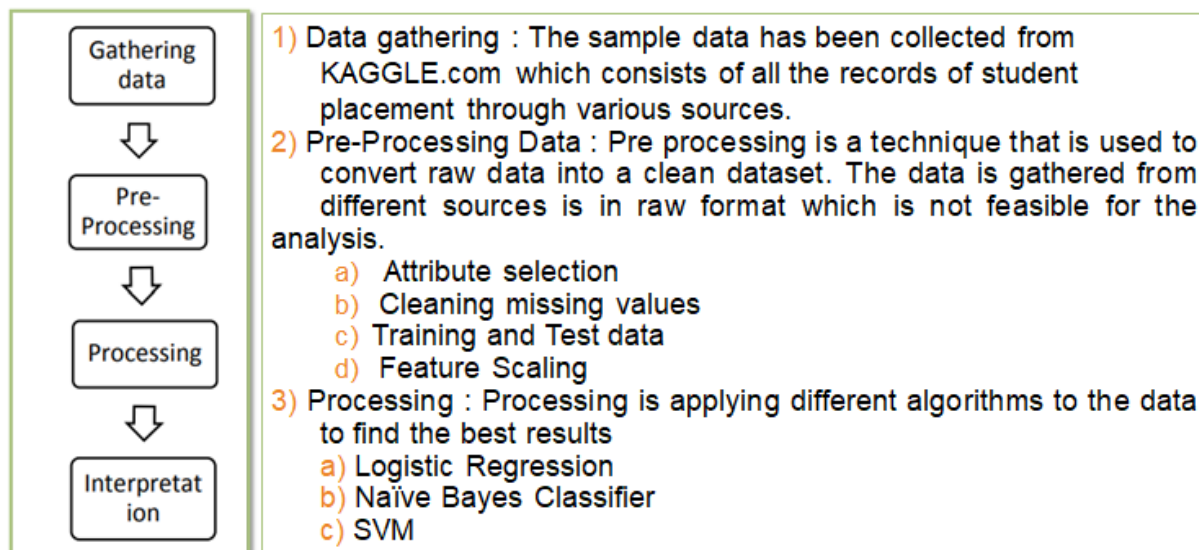 Gathering
data
Pre-
Processing
Processing
Interpretat
ion
1) Data gathering : The sample data has been collected from
KAGGLE.com which consists of all the records of student
placement through various sources.
2) Pre-Processing Data : Pre processing is a technique that is used to
convert raw data into a clean dataset. The data is gathered from
different sources is in raw format which is not feasible for the
analysis.
a) Attribute selection
b) Cleaning missing values
c) Training and Test data
d) Feature Scaling
3) Processing : Processing is applying different algorithms to the data
to find the best results
a) Logistic Regression
b) Naïve Bayes Classifier
c) SVM